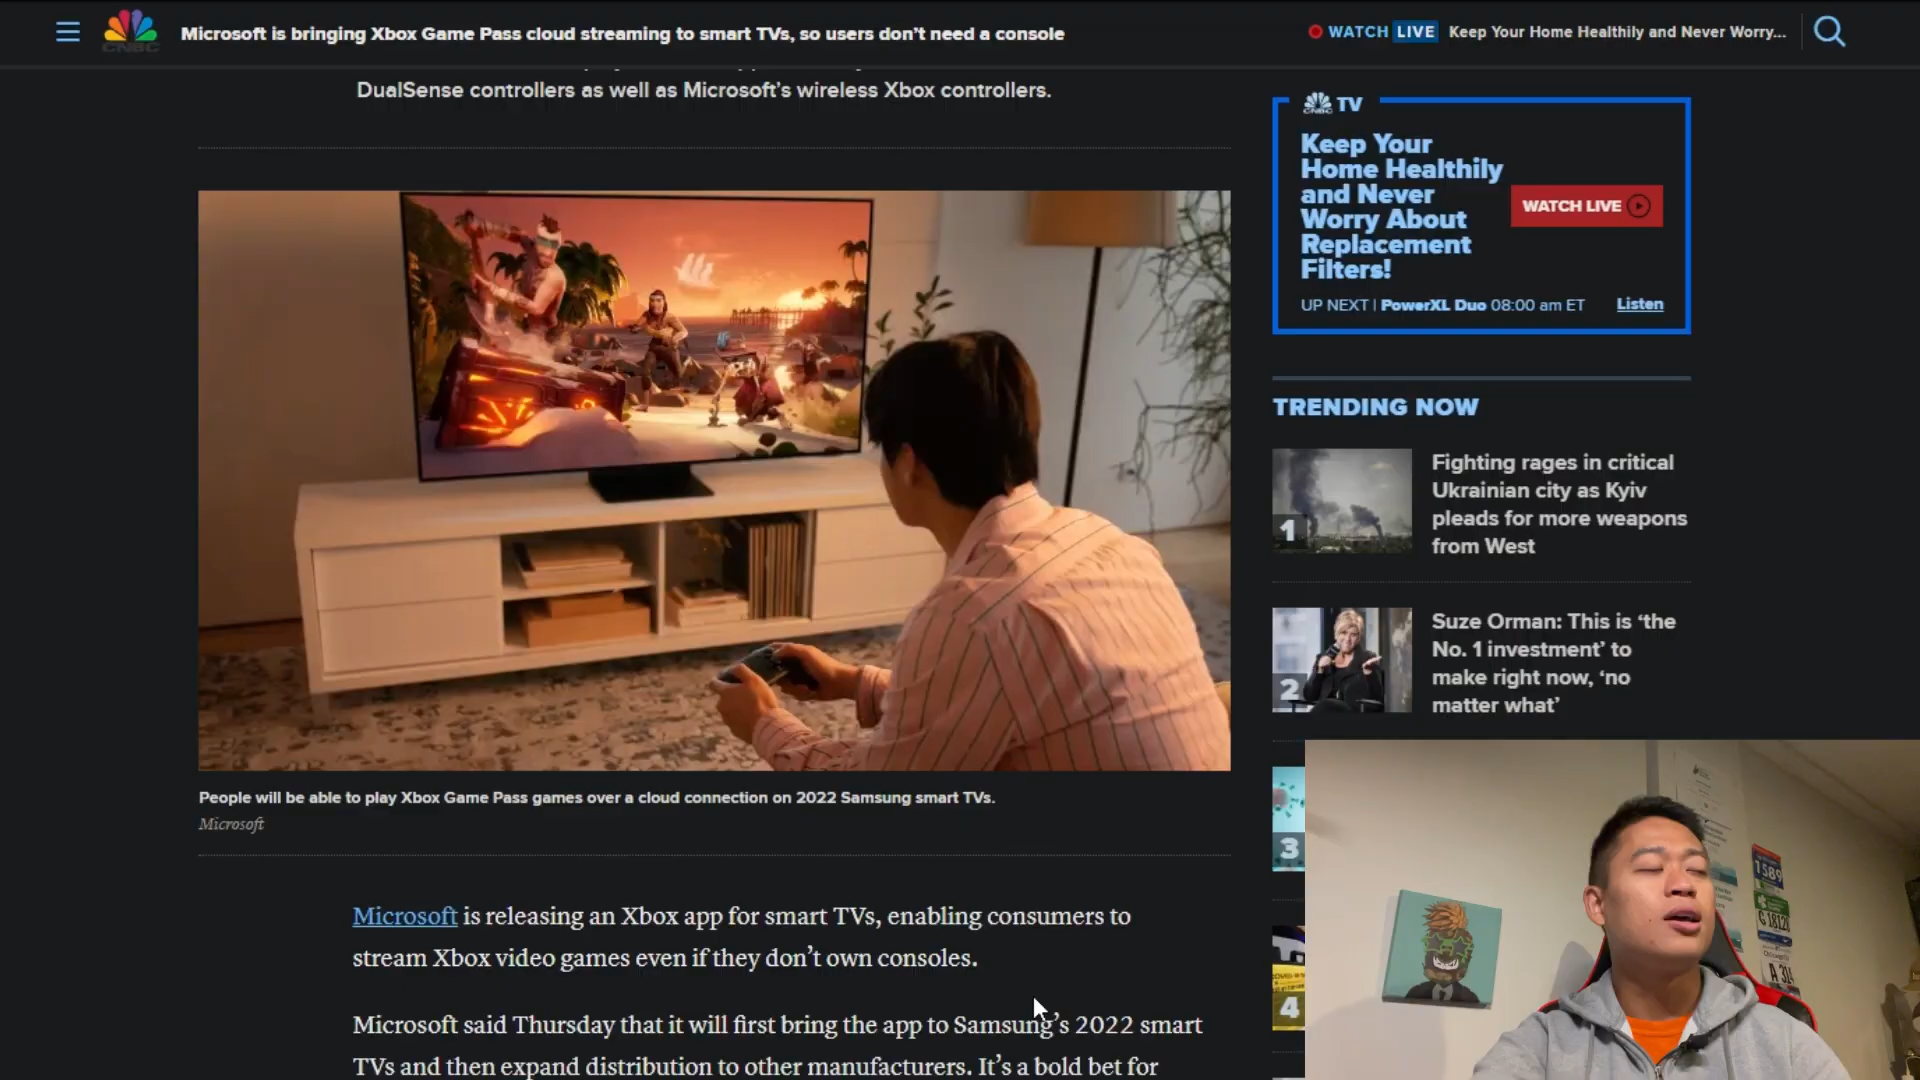 CNBC
Microsoft is bringing Xbox Game Pass cloud streaming to smart TVs, so users don’t need a console
WATCH LIVE
Keep Your Home Healthily and Never Worry...
DualSense controllers as well as Microsoft’s wireless Xbox controllers.
People will be able to play Xbox Game Pass games over a cloud connection on 2022 Samsung smart TVs.
Microsoft
Microsoft is releasing an Xbox app for smart TVs, enabling consumers to
stream Xbox video games even if they don’t own consoles.
Microsoft said Thursday that it will first bring the app to Samsung’s 2022 smart
TVs and then expand distribution to other manufacturers. It’s a bold bet for
CNBC TV
Keep Your
Home Healthily
and Never
Worry About
Replacement
Filters!
WATCH LIVE
UP NEXT | PowerXL Duo 08:00 am ET
Listen
TRENDING NOW
1
Fighting rages in critical
Ukrainian city as Kyiv
pleads for more weapons
from West
2
Suze Orman: This is ‘the
No. 1 investment’ to
make right now, ‘no
matter what’
3
4
1589